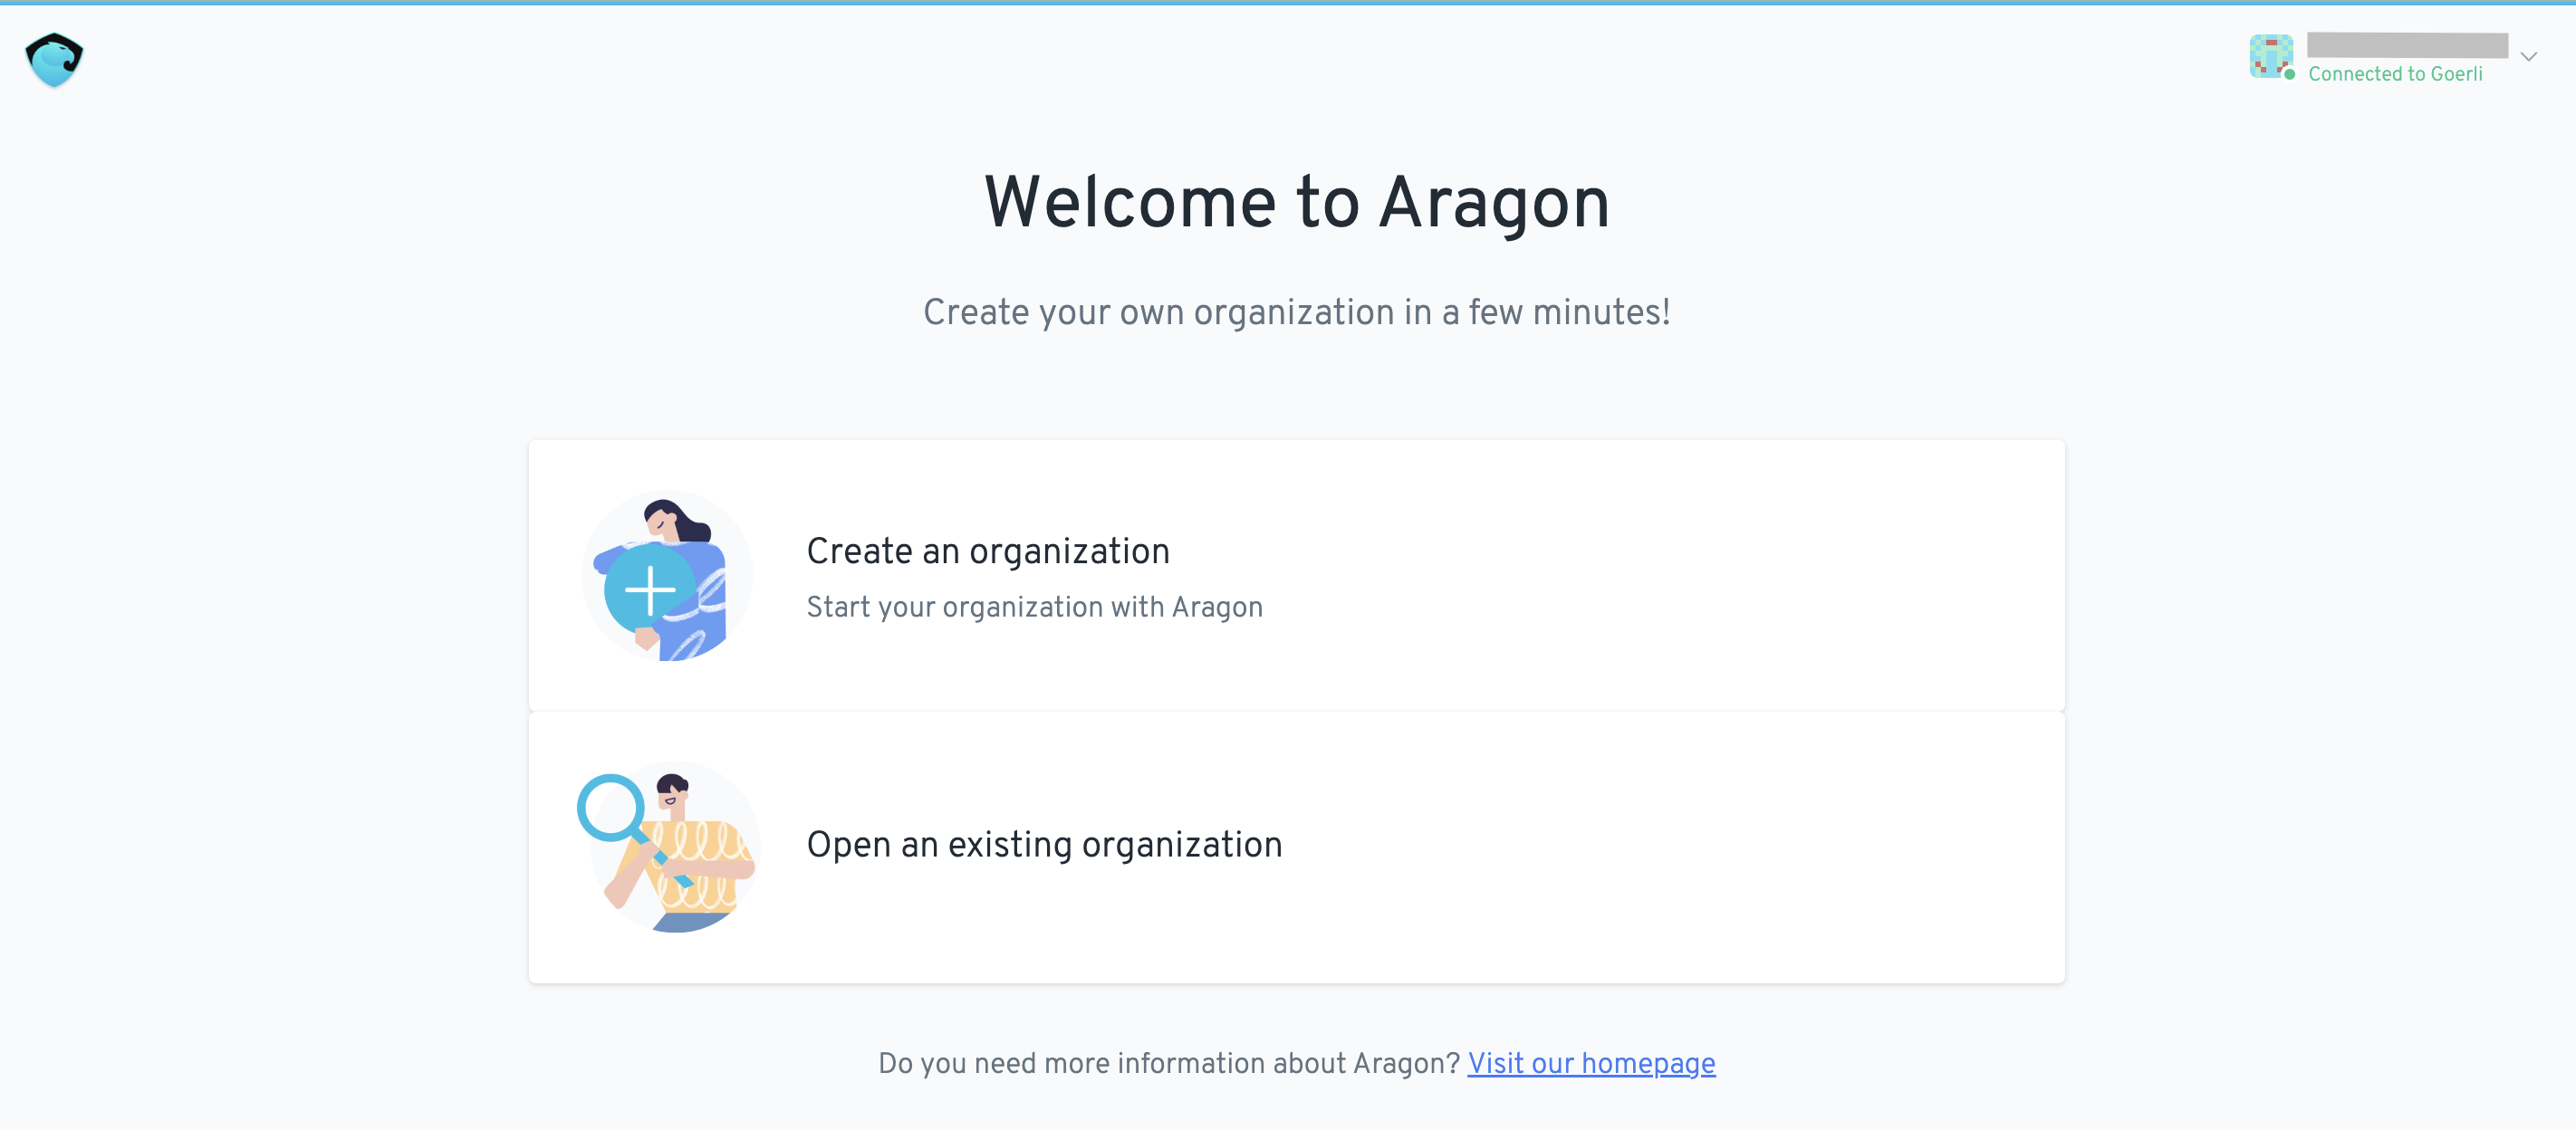 Connected to Goerli
Welcome to Aragon
Create your own organization in a few minutes!
Create an organization
Start your organization with Aragon
Open an existing organization
Do you need more information about Aragon? Visit our homepage